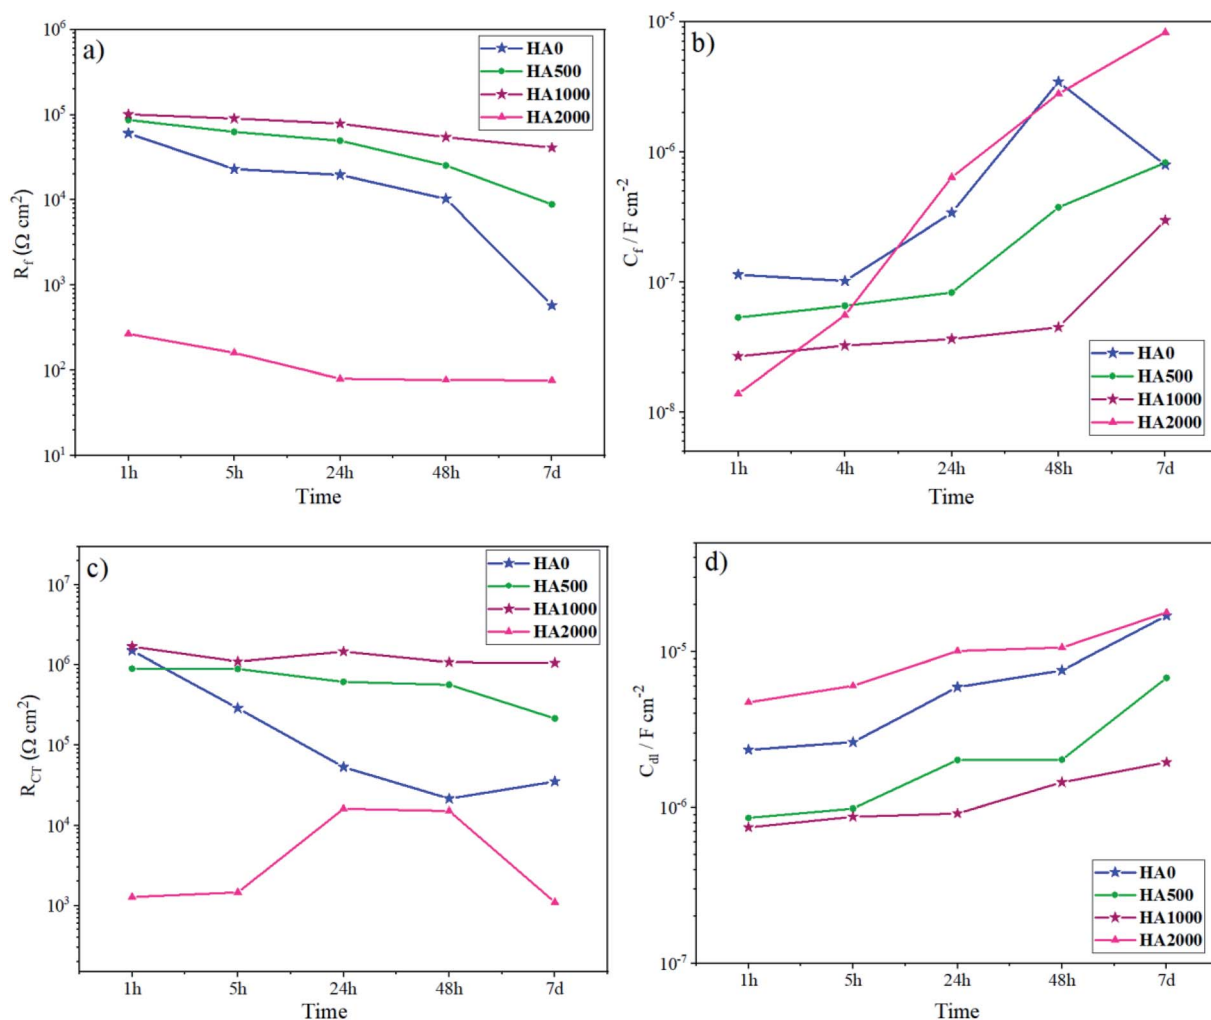 a)
HA0
HA500
HA1000
HA2000
10^6
10^5
10^4
10^3
10^2
10^1
R_f (Ω cm²)
1h 5h 24h 48h 7d
Time
b)
10^-5
10^-6
10^-7
10^-8
C_f / F cm^-2
HA0
HA500
HA1000
HA2000
1h 4h 24h 48h 7d
Time
c)
HA0
HA500
HA1000
HA2000
10^7
10^6
10^5
10^4
10^3
R_CT (Ω cm²)
1h 5h 24h 48h 7d
Time
d)
10^-5
10^-6
10^-7
C_dl / F cm^-2
HA0
HA500
HA1000
HA2000
1h 5h 24h 48h 7d
Time